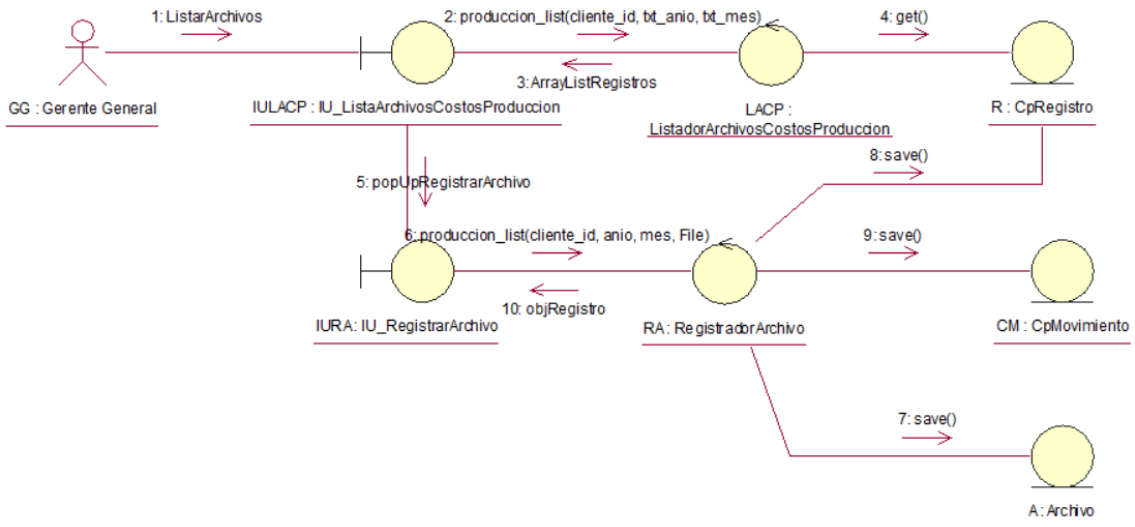 1: ListarArchivos
2: produccion_list(cliente_id, txt_anio, txt_mes)
4: get()
3: ArrayListRegistros
GG : Gerente General
IULACP : IU_ListaArchivosCostosProduccion
LACP :
ListadorArchivosCostosProduccion
R : CpRegistro
8: save()
5: popUpRegistrarArchivo
6: produccion_list(cliente_id, anio, mes, File)
9: save()
10: objRegistro
IURA: IU_RegistrarArchivo
RA: RegistradorArchivo
CM : CpMovimiento
7: save()
A: Archivo